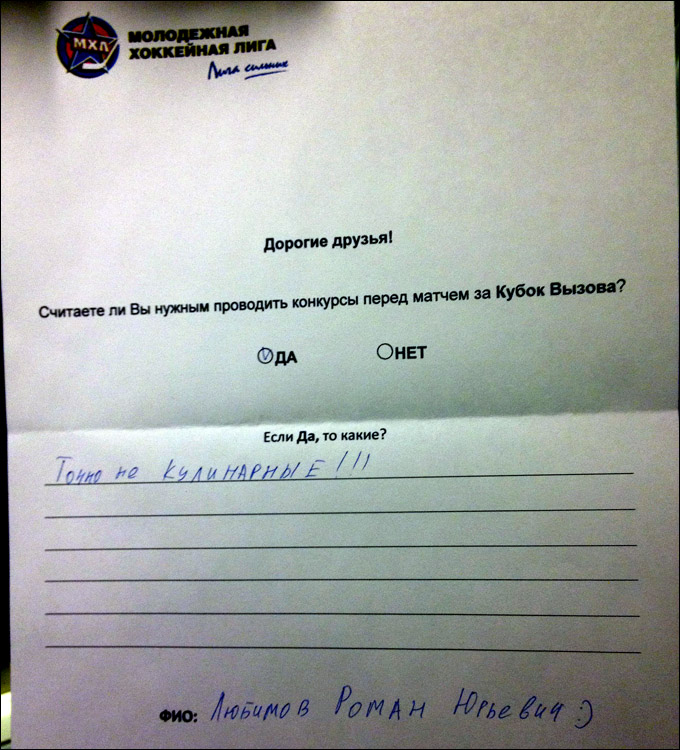 МХЛ
МОЛОДЕЖНАЯ
ХОККЕЙНАЯ ЛИГА
Лига сильных
Дорогие друзья!
Считаете ли Вы нужным проводить конкурсы перед матчем за Кубок Вызова?
ДА НЕТ
Если Да, то какие?
Точно не КУЛИНАРНЫЕ!!!
ФИО: Любимов Роман Юрьевич :)